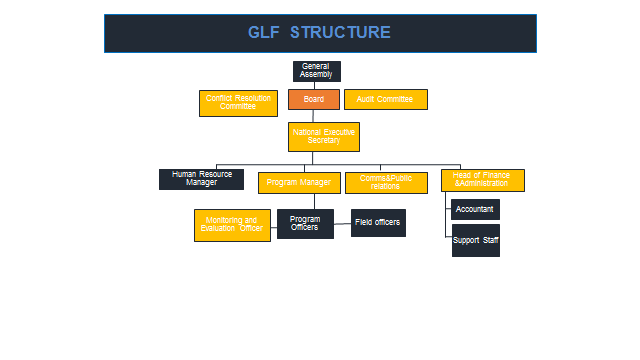 GLF STRUCTURE
General
Assembly
Conflict Resolution
Committee
Board
Audit Committee
National Executive
Secretary
Human Resource
Manager
Program Manager
Comms&Public
relations
Head of Finance
&Administration
Monitoring and
Evaluation Officer
Program
Officers
Field officers
Accountant
Support Staff